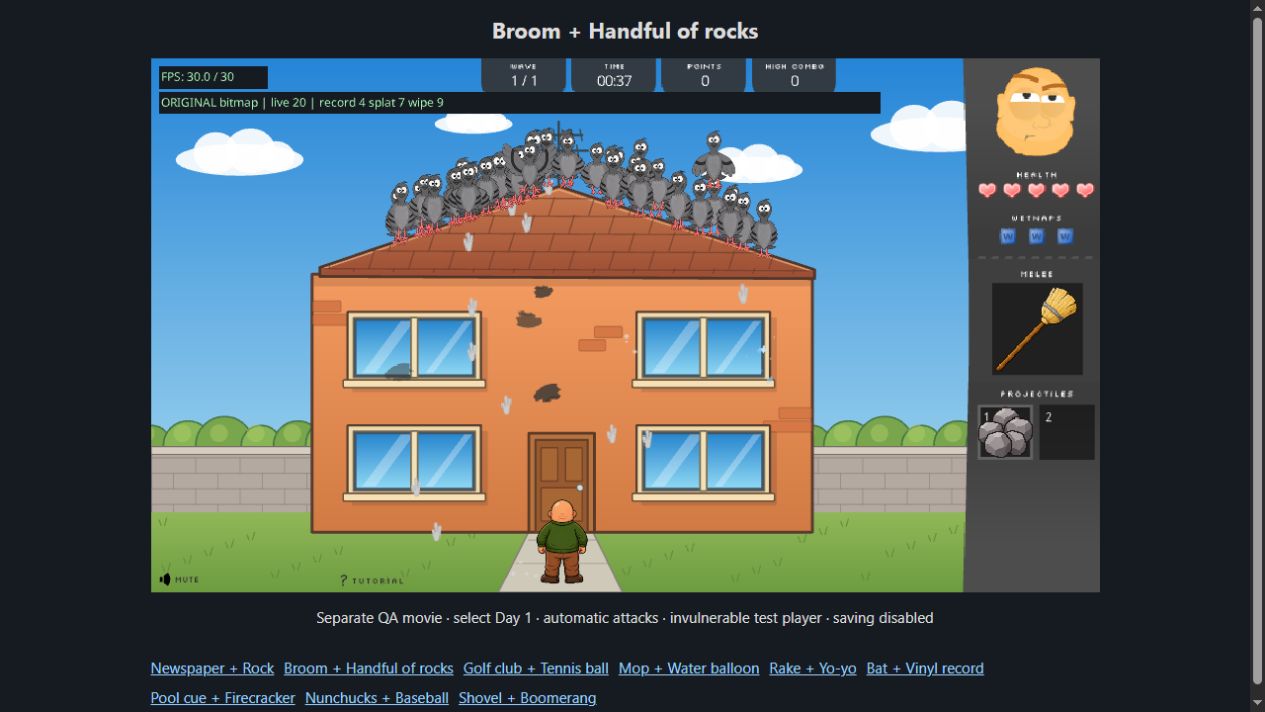 Broom + Handful of rocks
FPS: 30.0 / 30
WAVE
1 / 1
TIME
00:37
POINTS
0
HIGH COMBO
0
ORIGINAL bitmap | live 20 | record 4 splat 7 wipe 9
HEALTH
WETNAPS
W W W
MELEE
PROJECTILES
1
2
MUTE
? TUTORIAL
Separate QA movie · select Day 1 · automatic attacks · invulnerable test player · saving disabled
Newspaper + Rock Broom + Handful of rocks Golf club + Tennis ball Mop + Water balloon Rake + Yo-yo Bat + Vinyl record
Pool cue + Firecracker Nunchucks + Baseball Shovel + Boomerang